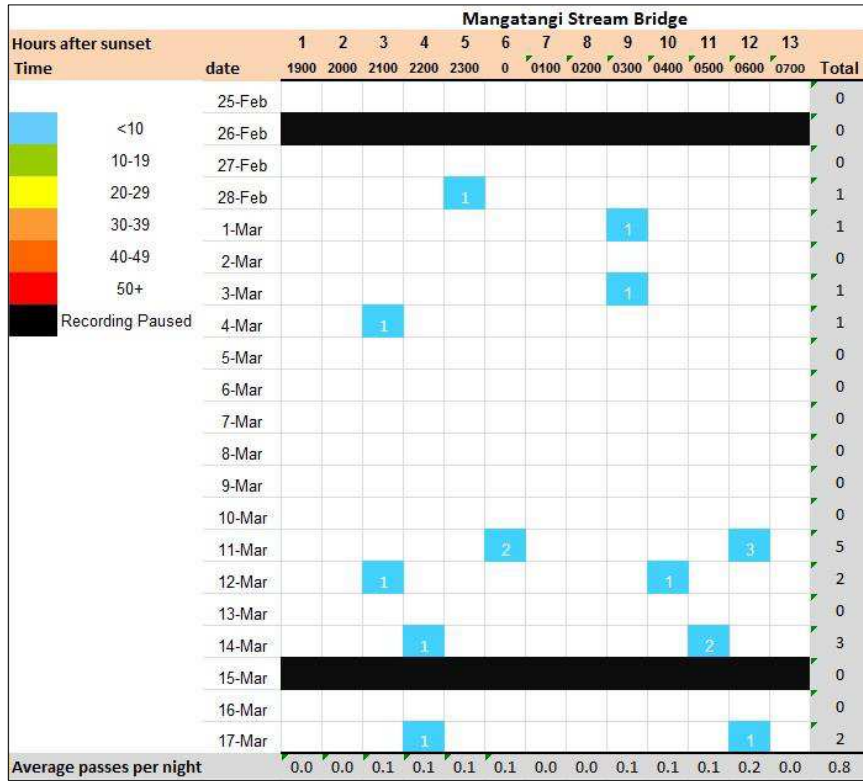 Mangatangi Stream Bridge
Hours after sunset 1 2 3 4 5 6 7 8 9 10 11 12 13
Time date 1900 2000 2100 2200 2300 0 0100 0200 0300 0400 0500 0600 0700 Total
25-Feb 0
<10 26-Feb 0
10-19 27-Feb 0
20-29 28-Feb 1 1
30-39 1-Mar 1 1
40-49 2-Mar 0
50+ 3-Mar 1 1
Recording Paused 4-Mar 1 1
5-Mar 0
6-Mar 0
7-Mar 0
8-Mar 0
9-Mar 0
10-Mar 0
11-Mar 2 3 5
12-Mar 1 1 2
13-Mar 0
14-Mar 1 2 3
15-Mar 0
16-Mar 0
17-Mar 1 1 2
Average passes per night 0.0 0.0 0.1 0.1 0.1 0.1 0.0 0.0 0.1 0.1 0.1 0.2 0.0 0.8